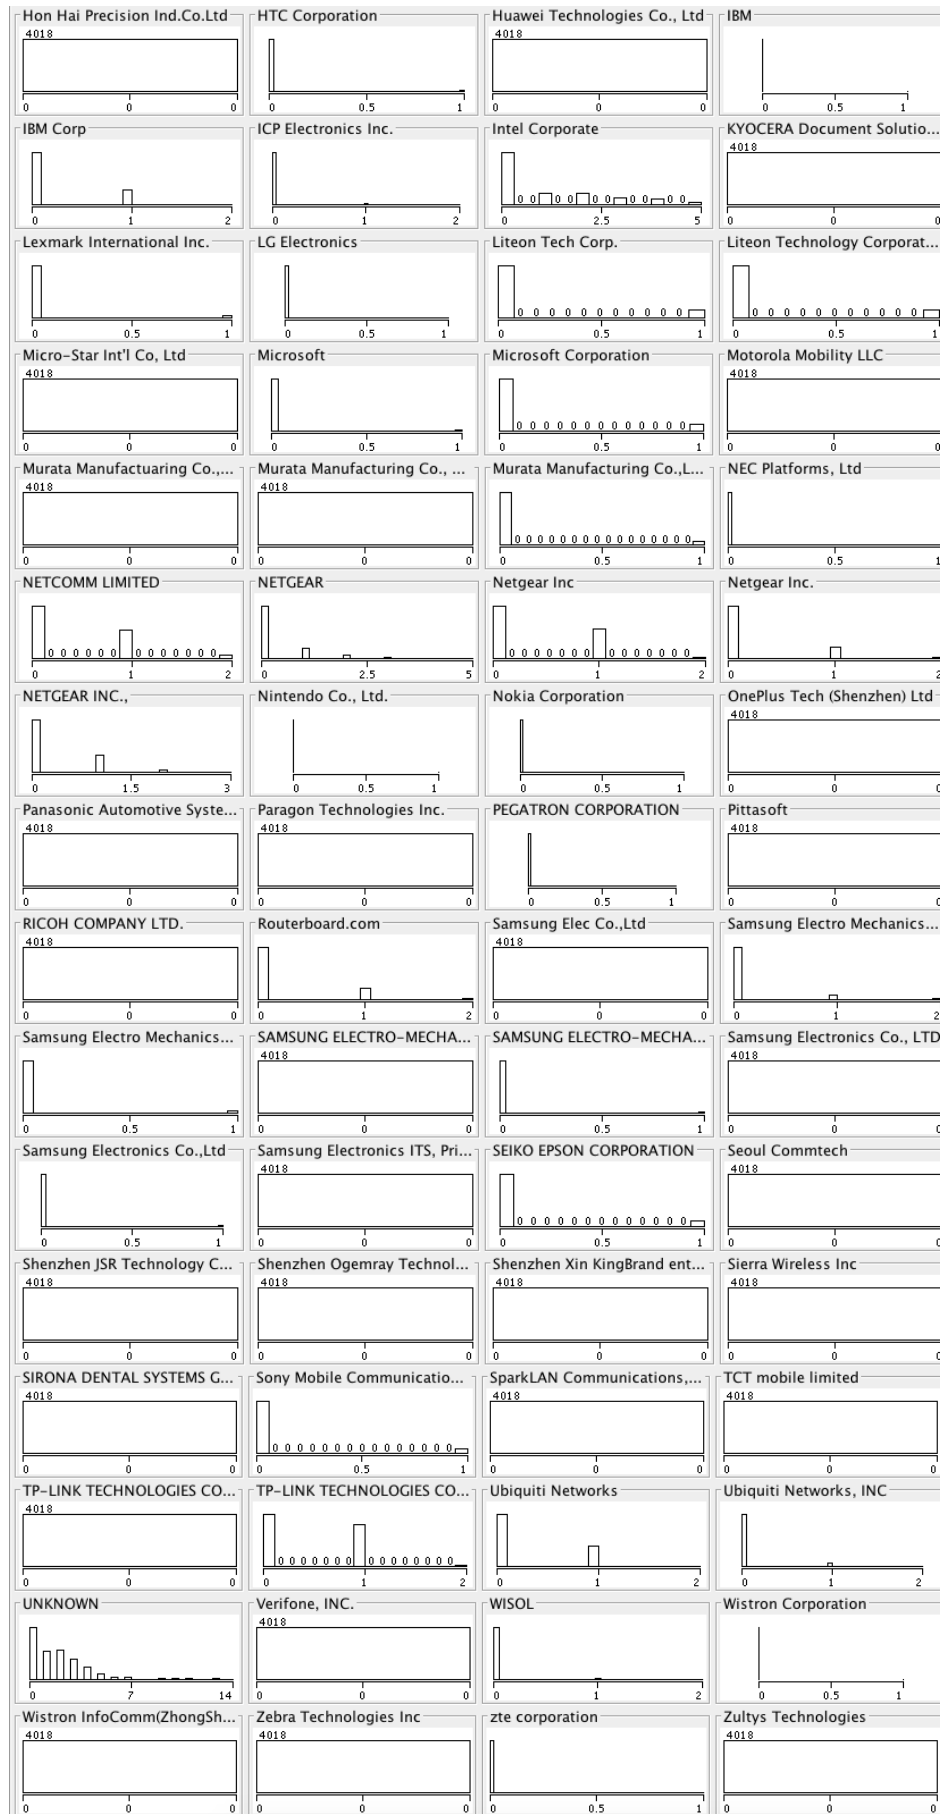 Hon Hai Precision Ind.Co.Ltd HTC Corporation Huawei Technologies Co., Ltd IBM
4018 4018
0 0 0 0 0.5 1 0 0 0 0 0.5 1
IBM Corp ICP Electronics Inc. Intel Corporate KYOCERA Document Solutio...
4018
0 0 0 0 0 0 0 0 0 0
0 1 2 0 1 2 0 2.5 5 0 0 0
Lexmark International Inc. LG Electronics Liteon Tech Corp. Liteon Technology Corporat...
0 0 0 0 0 0 0 0 0 0 0 0 0 0 0 0 0 0 0 0 0
0 0.5 1 0 0.5 1 0 0.5 1 0 0.5 1
Micro-Star Int'l Co, Ltd Microsoft Microsoft Corporation Motorola Mobility LLC
4018 4018
0 0 0 0 0 0 0 0 0 0 0 0
0 0 0 0 0.5 1 0 0.5 1 0 0 0
Murata Manufactuaring Co.,... Murata Manufacturing Co., ... Murata Manufacturing Co.,L... NEC Platforms, Ltd
4018 4018
0 0 0 0 0 0 0 0 0 0 0 0 0 0 0
0 0 0 0 0 0 0 0.5 1 0 0.5 1
NETCOMM LIMITED NETGEAR Netgear Inc Netgear Inc.
0 0 0 0 0 0 0 0 0 0 0 0 0 0 0 0 0 0 0 0 0 0 0 0 0 0
0 1 2 0 2.5 5 0 1 2 0 1 2
NETGEAR INC., Nintendo Co., Ltd. Nokia Corporation OnePlus Tech (Shenzhen) Ltd
4018
0 1.5 3 0 0.5 1 0 0.5 1 0 0 0
Panasonic Automotive Syste... Paragon Technologies Inc. PEGATRON CORPORATION Pittasoft
4018 4018 4018
0 0 0 0 0 0 0 0.5 1 0 0 0
RICOH COMPANY LTD. Routerboard.com Samsung Elec Co.,Ltd Samsung Electro Mechanics...
4018 4018
0 0 0 0 1 2 0 0 0 0 1 2
Samsung Electro Mechanics... SAMSUNG ELECTRO-MECHA... SAMSUNG ELECTRO-MECHA... Samsung Electronics Co., LTD
4018 4018
0 0.5 1 0 0 0 0 0.5 1 0 0 0
Samsung Electronics Co.,Ltd Samsung Electronics ITS, Pri... SEIKO EPSON CORPORATION Seoul Commtech
4018 4018
0 0 0 0 0 0 0 0 0 0 0 0
0 0.5 1 0 0 0 0 0.5 1 0 0 0
Shenzhen JSR Technology C... Shenzhen Ogemray Technol... Shenzhen Xin KingBrand ent... Sierra Wireless Inc
4018 4018 4018 4018
0 0 0 0 0 0 0 0 0 0 0 0
SIRONA DENTAL SYSTEMS G... Sony Mobile Communicatio... SparkLAN Communications,... TCT mobile limited
4018 4018 4018
0 0 0 0 0 0 0 0 0 0 0 0 0 0
0 0 0 0 0.5 1 0 0 0 0 0 0
TP-LINK TECHNOLOGIES CO... TP-LINK TECHNOLOGIES CO... Ubiquiti Networks Ubiquiti Networks, INC
4018
0 0 0 0 0 0 0 0 0 0 0 0 0 0
0 0 0 0 1 2 0 1 2 0 1 2
UNKNOWN Verifone, INC. WISOL Wistron Corporation
4018
0 7 14 0 0 0 0 1 2 0 0.5 1
Wistron InfoComm(ZhongSh... Zebra Technologies Inc zte corporation Zultys Technologies
4018 4018 4018
0 0 0 0 0 0 0 0.5 1 0 0 0